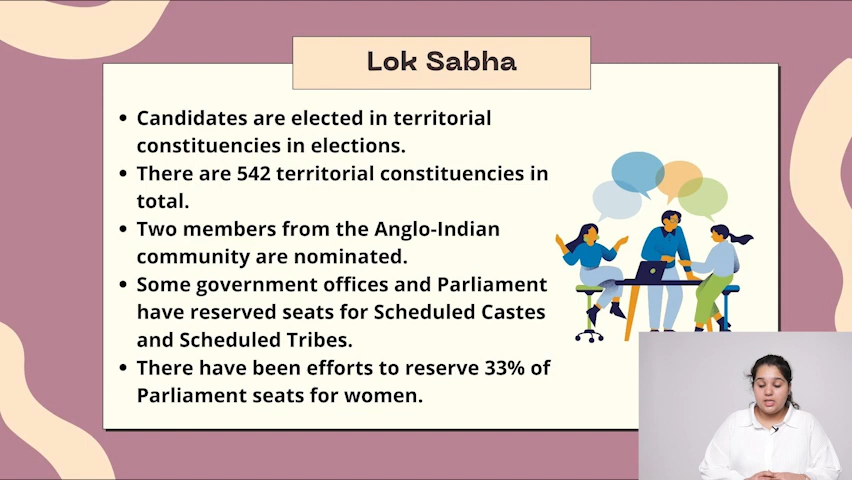 Lok Sabha
• Candidates are elected in territorial
constituencies in elections.
• There are 542 territorial constituencies in
total.
• Two members from the Anglo-Indian
community are nominated.
• Some government offices and Parliament
have reserved seats for Scheduled Castes
and Scheduled Tribes.
• There have been efforts to reserve 33% of
Parliament seats for women.